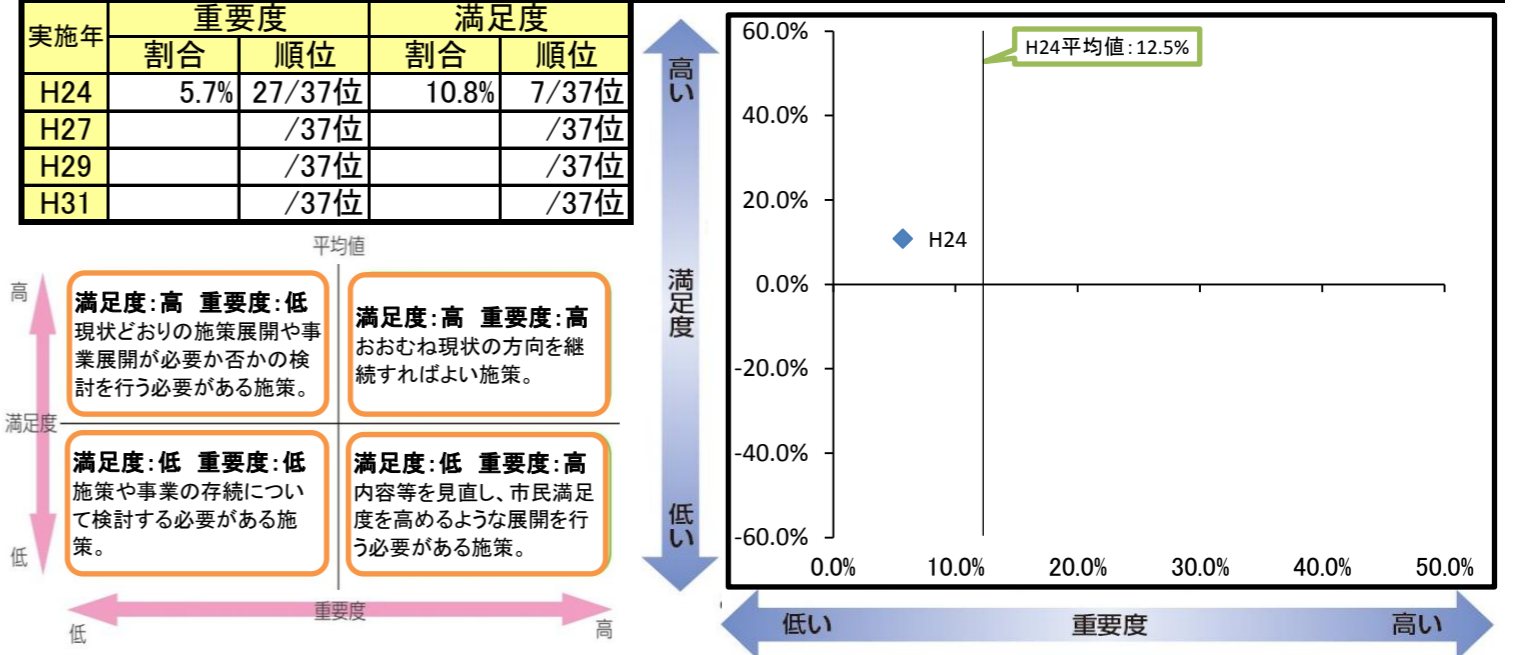 実施年 重要度 満足度
割合 順位 割合 順位
H24 5.7% 27/37位 10.8% 7/37位
H27 /37位 /37位
H29 /37位 /37位
H31 /37位 /37位
平均値
高
満足度:高 重要度:低
現状どおりの施策展開や事
業展開が必要か否かの検
討を行う必要がある施策。
満足度:高 重要度:高
おおむね現状の方向を継
続すればよい施策。
満足度
満足度:低 重要度:低
施策や事業の存続につい
て検討する必要がある施
策。
満足度:低 重要度:高
内容等を見直し、市民満足
度を高めるような展開を行
う必要がある施策。
低
重要度
低
高
高い
満足度
低い
60.0%
40.0%
20.0%
0.0%
-20.0%
-40.0%
-60.0%
H24平均値:12.5%
H24
0.0% 10.0% 20.0% 30.0% 40.0% 50.0%
低い 重要度 高い